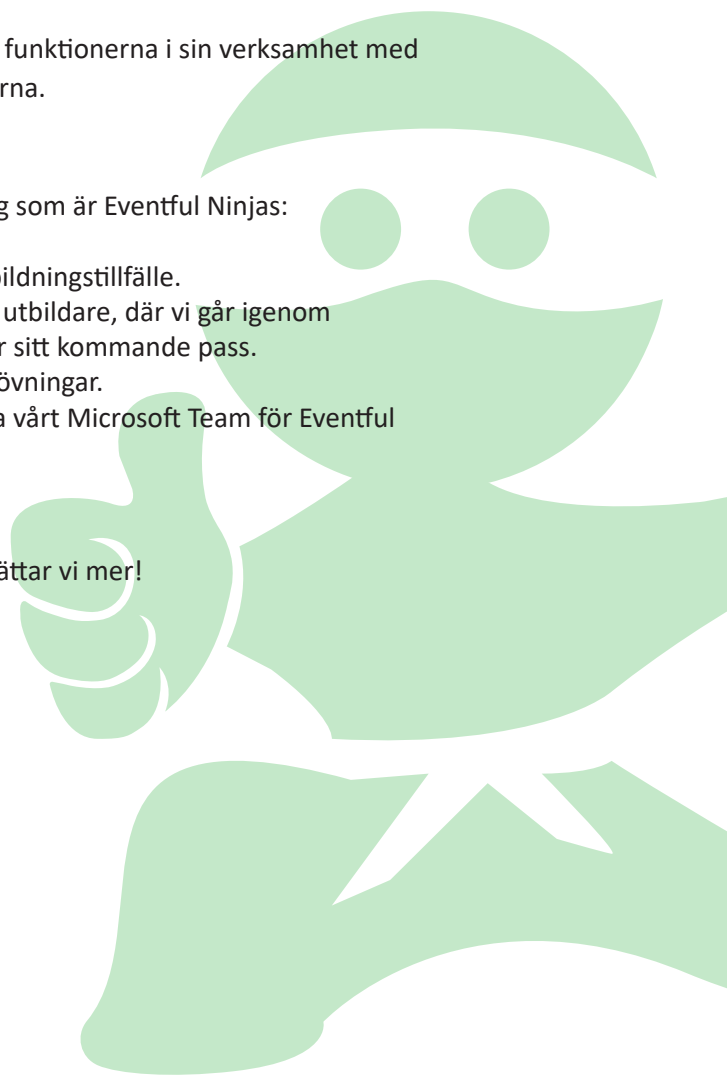 funktionerna i sin verksamhet med
rna.
g som är Eventful Ninjas:
bildningstillfälle.
utbildare, där vi går igenom
r sitt kommande pass.
övningar.
a vårt Microsoft Team för Eventful
ättar vi mer!